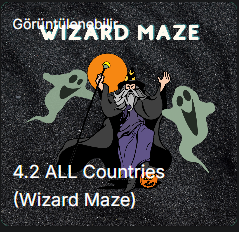 Görüntülenebilir
WIZARD MAZE
4.2 ALL Countries
(Wizard Maze)